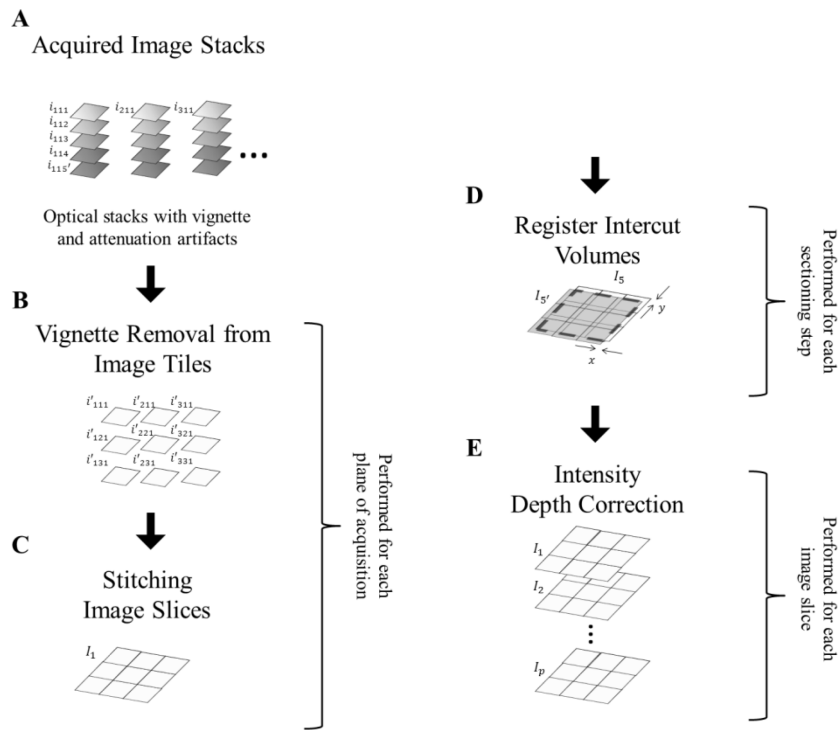 A
Acquired Image Stacks
i₁₁₁ i₂₁₁ i₃₁₁
i₁₁₂
i₁₁₃
i₁₁₄
i₁₁₅′
Optical stacks with vignette
and attenuation artifacts
B
Vignette Removal from
Image Tiles
i′₁₁₁ i′₂₁₁ i′₃₁₁
i′₁₂₁ i′₂₂₁ i′₃₂₁
i′₁₃₁ i′₂₃₁ i′₃₃₁
C
Stitching
Image Slices
I₁
Performed for each
plane of acquisition
D
Register Intercut
Volumes
I₅
I₅′
y
x
Performed for each
sectioning step
E
Intensity
Depth Correction
I₁
I₂
Iₚ
Performed for each
image slice